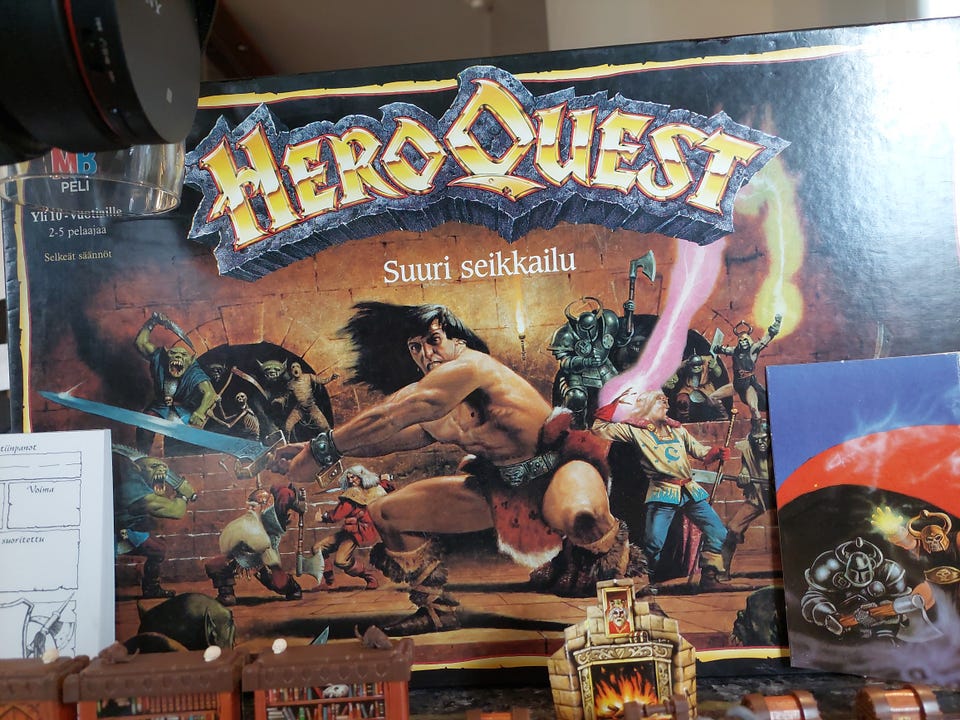 HEROQUEST
Suuri seikkailu
MB
PELI
Yli 10-vuotiaille
2-5 pelaajaa
Selkeät säännöt
Voima
suoritettu